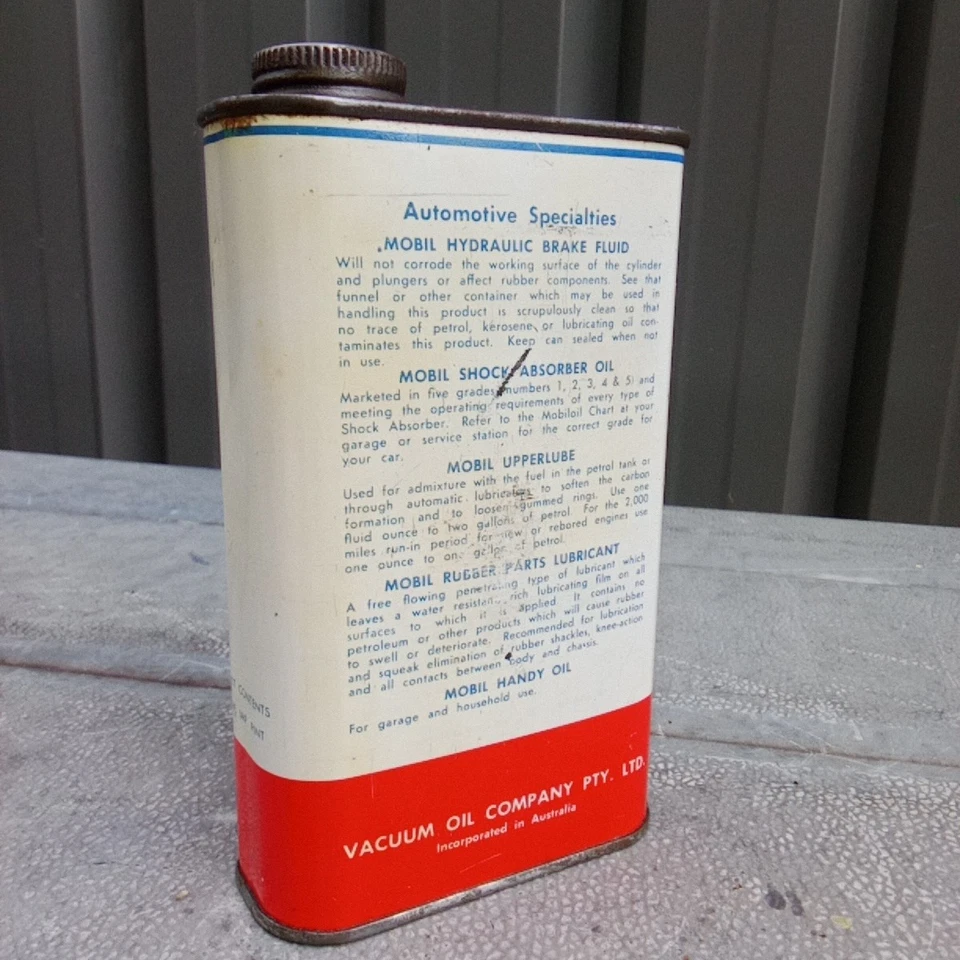 Automotive Specialties
MOBIL HYDRAULIC BRAKE FLUID
Will not corrode the working surface of the cylinder
and plungers or affect rubber components. See that
funnel or other container which may be used in
handling this product is scrupulously clean so that
no trace of petrol, kerosene or lubricating oil con-
taminates this product. Keep can sealed when not
in use.
MOBIL SHOCK ABSORBER OIL
Marketed in five grades (numbers 1, 2, 3, 4 & 5) and
meeting the operating requirements of every type of
Shock Absorber. Refer to the Mobiloil Chart at your
garage or service station for the correct grade for
your car.
MOBIL UPPERLUBE
Used for admixture with the fuel in the petrol tank or
through automatic lubricators to soften the carbon
formation and to loosen gummed rings. Use one
fluid ounce to two gallons of petrol. For the 2,000
miles run-in period for new or rebored engines use
one ounce to one gallon of petrol.
MOBIL RUBBER PARTS LUBRICANT
A free flowing penetrating type of lubricant which
leaves a water resistant, rich lubricating film on all
surfaces to which it is applied. It contains no
petroleum or other products which will cause rubber
to swell or deteriorate. Recommended for lubrication
and squeak elimination of rubber shackles, knee-action
and all contacts between body and chassis.
MOBIL HANDY OIL
For garage and household use.
CONTENTS
PINT
VACUUM OIL COMPANY PTY. LTD.
Incorporated in Australia